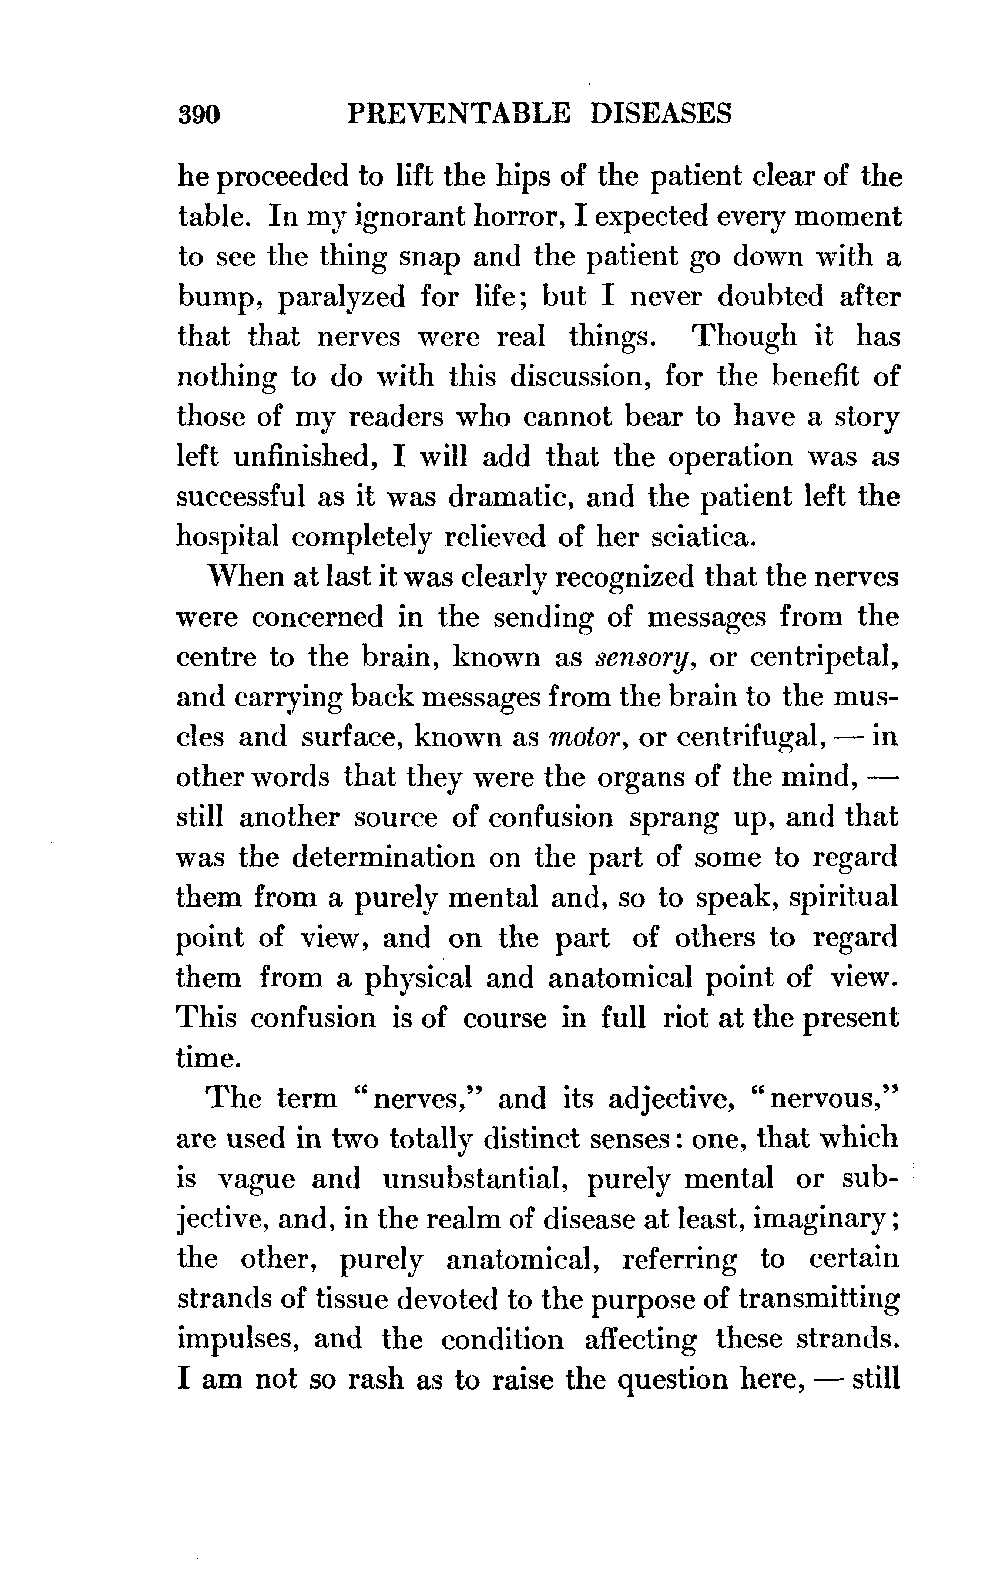 390 PREVENTABLE DISEASES
he proceeded to lift the hips of the patient clear of the
table. In my ignorant horror, I expected every moment
to see the thing snap and the patient go down with a
bump, paralyzed for life; but I never doubted after
that that nerves were real things. Though it has
nothing to do with this discussion, for the benefit of
those of my readers who cannot bear to have a story
left unfinished, I will add that the operation was as
successful as it was dramatic, and the patient left the
hospital completely relieved of her sciatica.
When at last it was clearly recognized that the nerves
were concerned in the sending of messages from the
centre to the brain, known as sensory, or centripetal,
and carrying back messages from the brain to the mus-
cles and surface, known as motor, or centrifugal, — in
other words that they were the organs of the mind, —
still another source of confusion sprang up, and that
was the determination on the part of some to regard
them from a purely mental and, so to speak, spiritual
point of view, and on the part of others to regard
them from a physical and anatomical point of view.
This confusion is of course in full riot at the present
time.
The term “nerves,” and its adjective, “nervous,”
are used in two totally distinct senses: one, that which
is vague and unsubstantial, purely mental or sub-
jective, and, in the realm of disease at least, imaginary;
the other, purely anatomical, referring to certain
strands of tissue devoted to the purpose of transmitting
impulses, and the condition affecting these strands.
I am not so rash as to raise the question here, — still